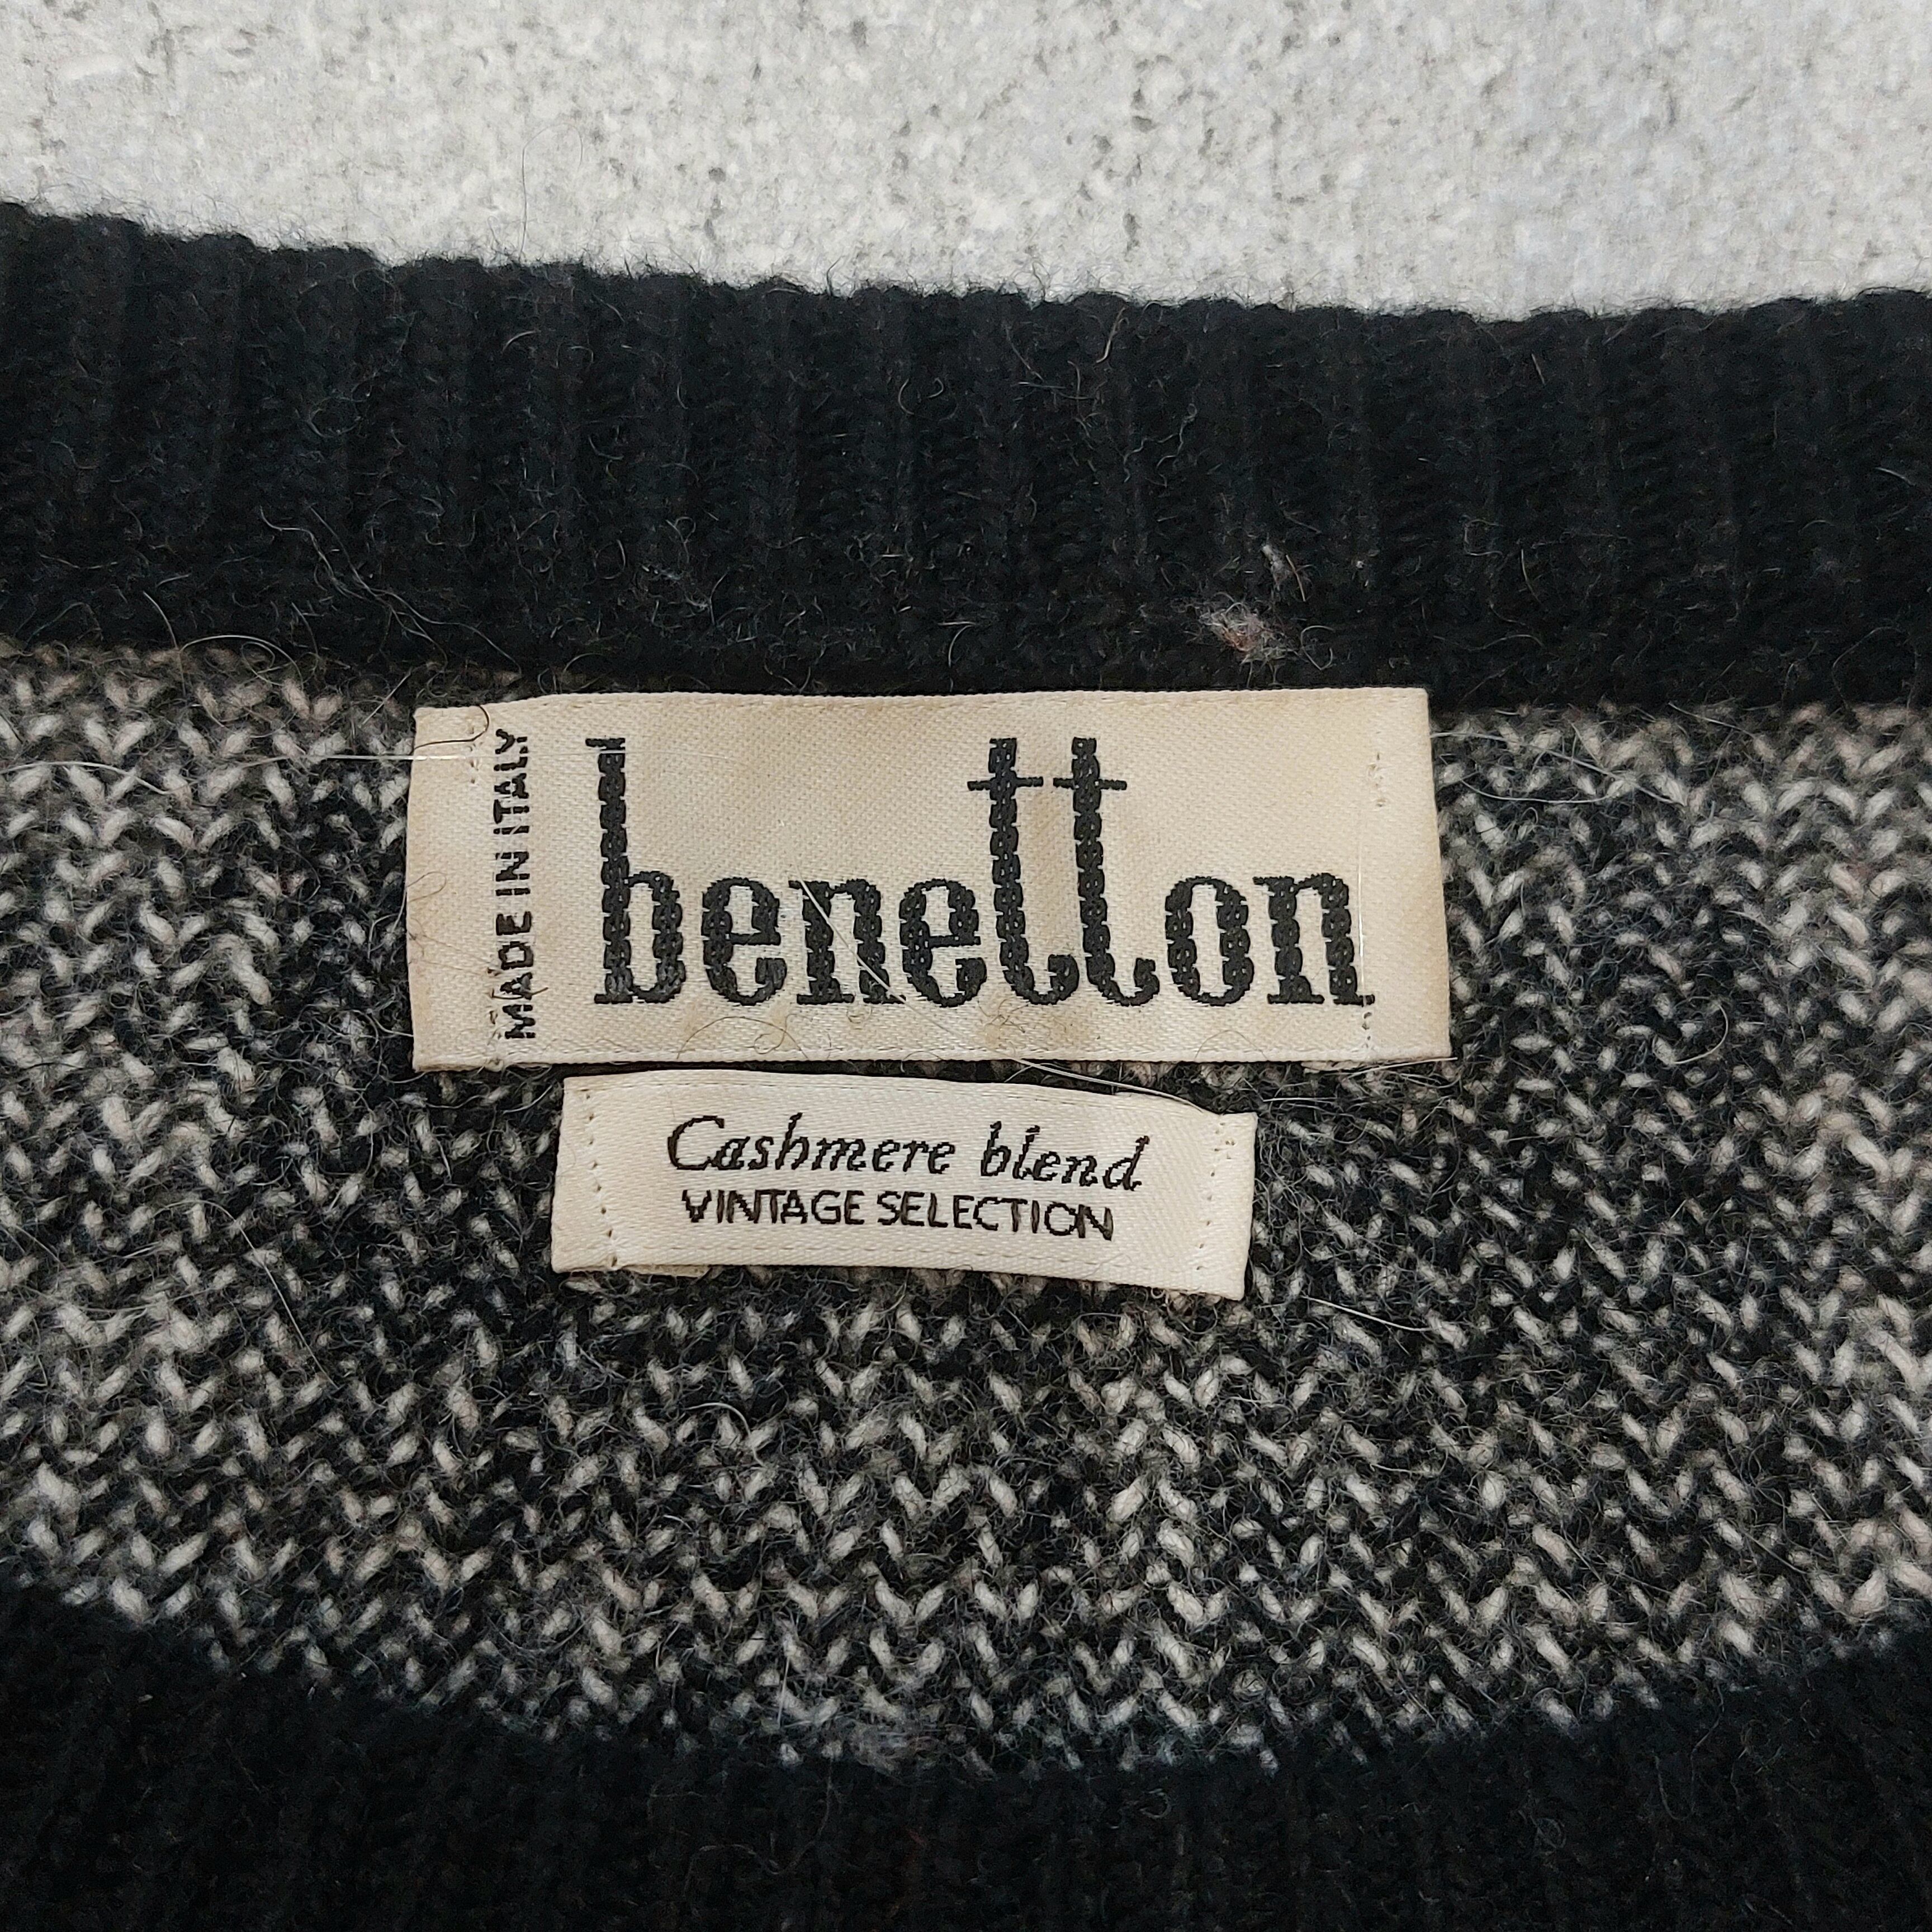 MADE IN ITALY
benetton
Cashmere blend
VINTAGE SELECTION